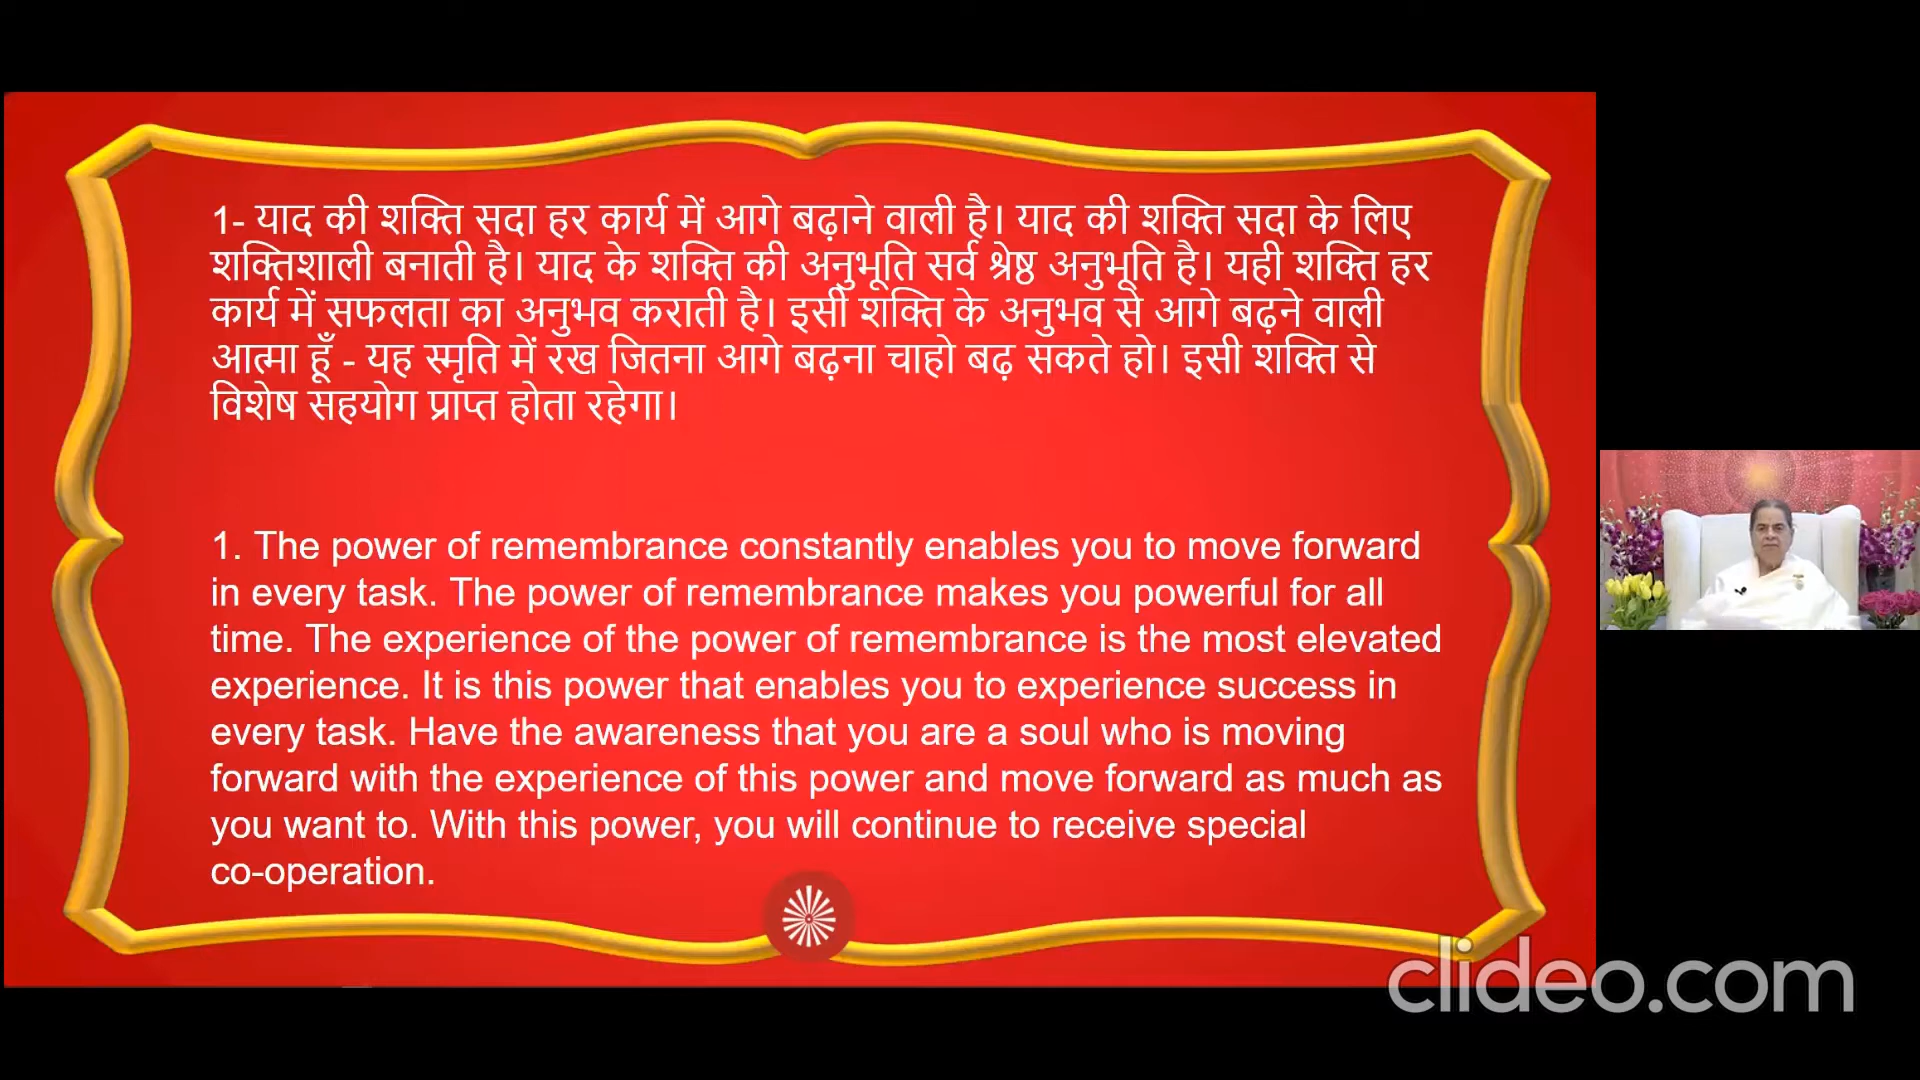 1- याद की शक्ति सदा हर कार्य में आगे बढ़ाने वाली है। याद की शक्ति सदा के लिए
शक्तिशाली बनाती है। याद के शक्ति की अनुभूति सर्व श्रेष्ठ अनुभूति है। यही शक्ति हर
कार्य में सफलता का अनुभव कराती है। इसी शक्ति के अनुभव से आगे बढ़ने वाली
आत्मा हूँ - यह स्मृति में रख जितना आगे बढ़ना चाहो बढ़ सकते हो। इसी शक्ति से
विशेष सहयोग प्राप्त होता रहेगा।
1. The power of remembrance constantly enables you to move forward
in every task. The power of remembrance makes you powerful for all
time. The experience of the power of remembrance is the most elevated
experience. It is this power that enables you to experience success in
every task. Have the awareness that you are a soul who is moving
forward with the experience of this power and move forward as much as
you want to. With this power, you will continue to receive special
co-operation.
clideo.com